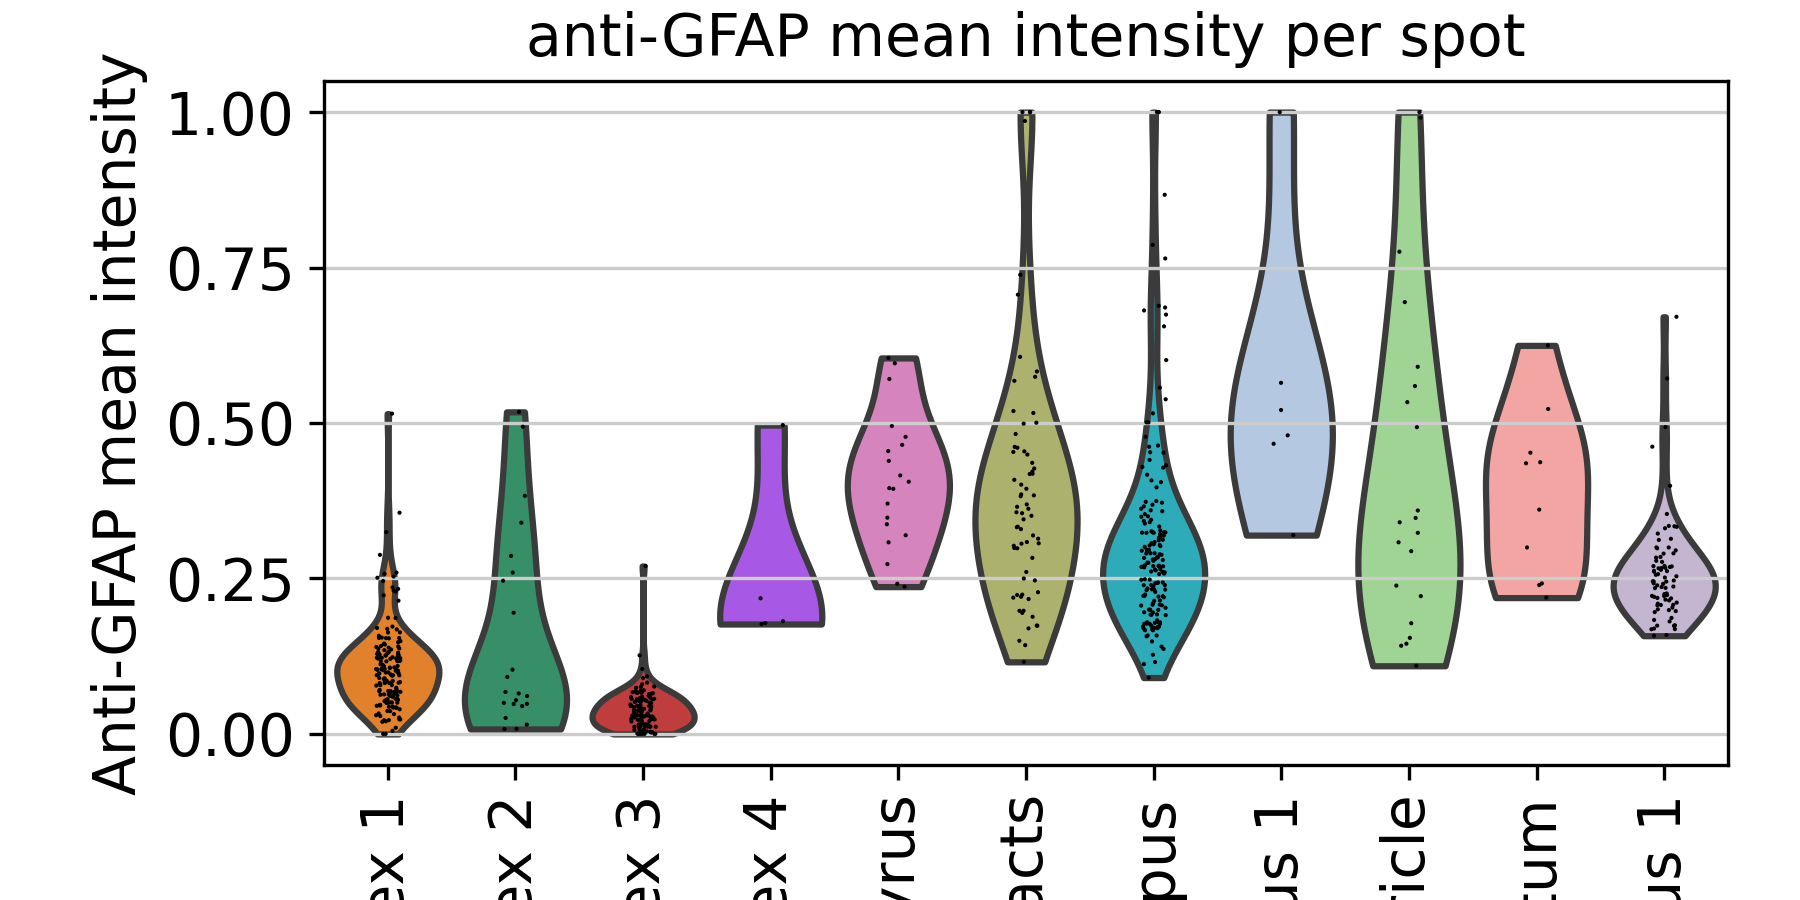 anti-GFAP mean intensity per spot
Anti-GFAP mean intensity
1.00
0.75
0.50
0.25
0.00
ex 1
ex 2
ex 3
ex 4
yrus
acts
pus
us 1
ricle
tum
us 1